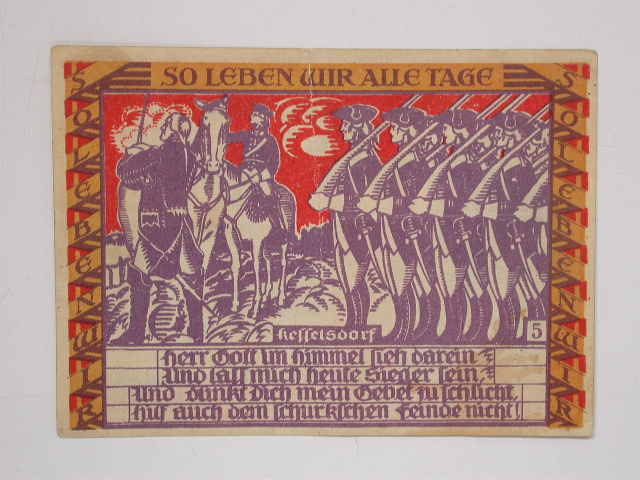 SO LEBEN WIR ALLE TAGE
SO LEBEN WIR
SO LEBEN WIR
Kesselsdorf
5
Herr Gott im Himmel sieh darein
Und lass mich heute Sieger sein,
Und dünkt Dich mein Gebet zu schlicht,
Hilf auch dem schurkschen Feinde nicht!